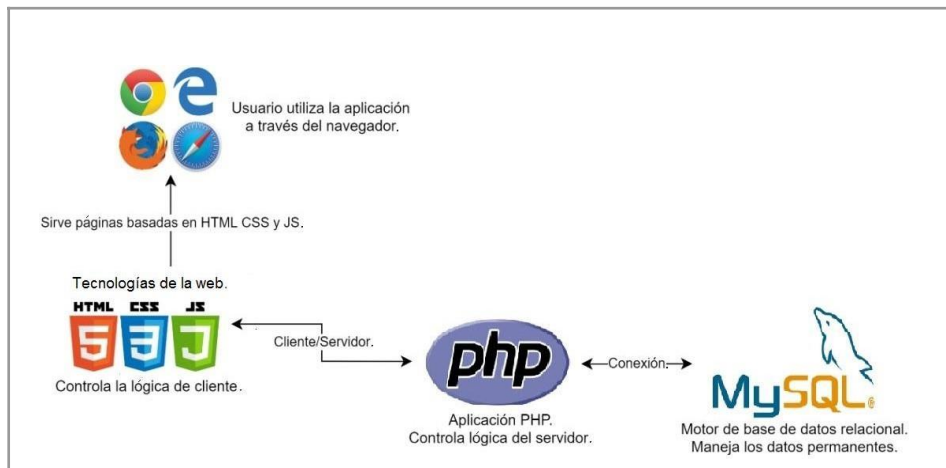 Usuario utiliza la aplicación
a través del navegador.
Sirve páginas basadas en HTML CSS y JS.
Tecnologías de la web.
HTML CSS JS
5 3
Controla la lógica de cliente.
Cliente/Servidor.
php
Aplicación PHP.
Controla lógica del servidor.
Conexión.
MySQL®
Motor de base de datos relacional.
Maneja los datos permanentes.